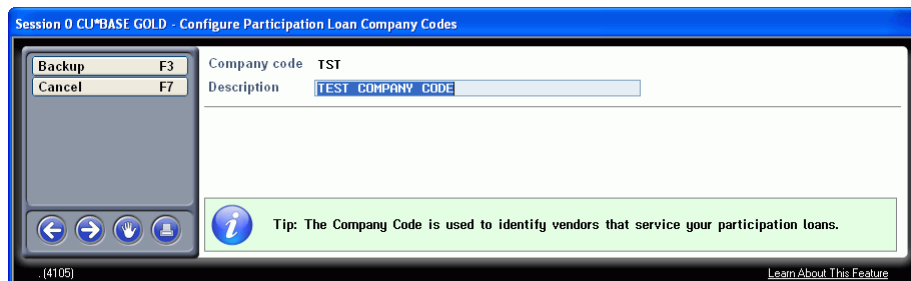 Session 0 CU*BASE GOLD - Configure Participation Loan Company Codes
Backup F3
Cancel F7
Company code TST
Description TEST COMPANY CODE
Tip: The Company Code is used to identify vendors that service your participation loans.
. (4105)
Learn About This Feature